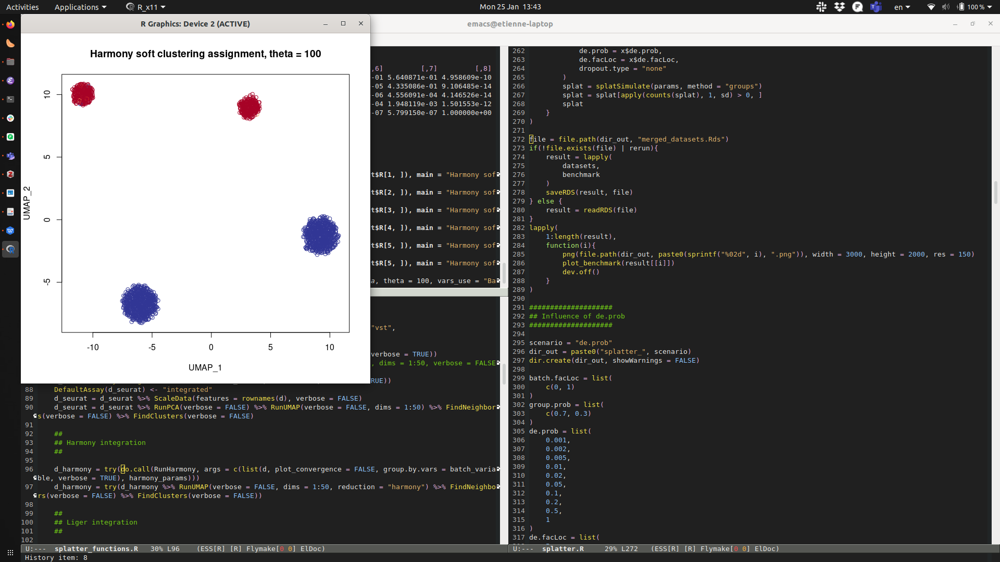 Activities Applications R_x11 Mon 25 Jan 13:43 en 100 %
R Graphics: Device 2 (ACTIVE)
emacs@etienne-laptop
Harmony soft clustering assignment, theta = 100
10
5
0
-5
UMAP_2
-10 -5 0 5 10
UMAP_1
,6] [,7] [,8]
-01 5.640871e-01 4.958609e-10
-05 4.335086e-01 9.106485e-14
-06 4.556091e-04 4.146526e-14
-04 1.948119e-03 1.501553e-12
-07 5.799150e-07 1.000000e+00
t$R[1, ]), main = "Harmony sof
t$R[2, ]), main = "Harmony sof
t$R[3, ]), main = "Harmony sof
t$R[4, ]), main = "Harmony sof
t$R[5, ]), main = "Harmony sof
t$R[5, ]), main = "Harmony sof
a, theta = 100, vars_use = "Ba
"vst",
verbose = TRUE))
, dims = 1:50, verbose = FALSE
RUE))
88 DefaultAssay(d_seurat) <- "integrated"
89 d_seurat = d_seurat %>% ScaleData(features = rownames(d), verbose = FALSE)
90 d_seurat = d_seurat %>% RunPCA(verbose = FALSE) %>% RunUMAP(verbose = FALSE, dims = 1:50) %>% FindNeighbor
s(verbose = FALSE) %>% FindClusters(verbose = FALSE)
91
92 ##
93 ## Harmony integration
94 ##
95
96 d_harmony = try(do.call(RunHarmony, args = c(list(d, plot_convergence = FALSE, group.by.vars = batch_varia
ble, verbose = TRUE), harmony_params)))
97 d_harmony = try(d_harmony %>% RunUMAP(verbose = FALSE, dims = 1:50, reduction = "harmony") %>% FindNeighbo
rs(verbose = FALSE) %>% FindClusters(verbose = FALSE))
98
99 ##
100 ## Liger integration
101 ##
102
U:--- splatter_functions.R 30% L96 (ESS[R] [R] Flymake[0 0] ElDoc)
History item: 8
262 de.prob = x$de.prob,
263 de.facLoc = x$de.facLoc,
264 dropout.type = "none"
265 )
266 splat = splatSimulate(params, method = "groups")
267 splat = splat[apply(counts(splat), 1, sd) > 0, ]
268 splat
269 }
270 )
271
272 file = file.path(dir_out, "merged_datasets.Rds")
273 if(!file.exists(file) | rerun){
274 result = lapply(
275 datasets,
276 benchmark
277 )
278 saveRDS(result, file)
279 } else {
280 result = readRDS(file)
281 }
282 lapply(
283 1:length(result),
284 function(i){
285 png(file.path(dir_out, paste0(sprintf("%02d", i), ".png")), width = 3000, height = 2000, res = 150)
286 plot_benchmark(result[[i]])
287 dev.off()
288 }
289 )
290
291 ####################
292 ## Influence of de.prob
293 ####################
294
295 scenario = "de.prob"
296 dir_out = paste0("splatter_", scenario)
297 dir.create(dir_out, showWarnings = FALSE)
298
299 batch.facLoc = list(
300 c(0, 1)
301 )
302 group.prob = list(
303 c(0.7, 0.3)
304 )
305 de.prob = list(
306 0.001,
307 0.002,
308 0.005,
309 0.01,
310 0.02,
311 0.05,
312 0.1,
313 0.2,
314 0.5,
315 1
316 )
317 de.facLoc = list(
U:--- splatter.R 29% L272 (ESS[R] [R] Flymake[0 0] ElDoc)